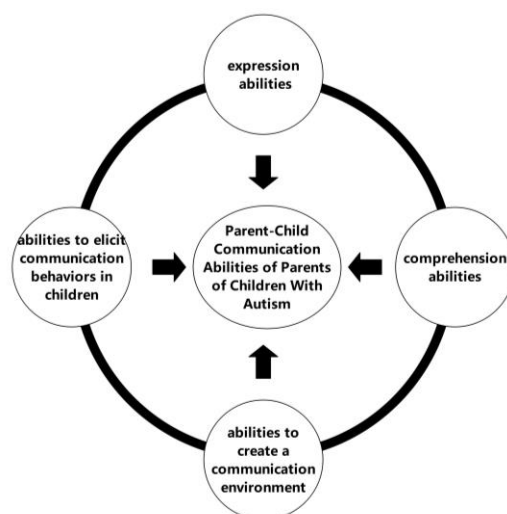 expression
abilities
abilities to elicit
communication
behaviors in
children
Parent-Child
Communication
Abilities of Parents
of Children With
Autism
comprehension
abilities
abilities to
create a
communication
environment